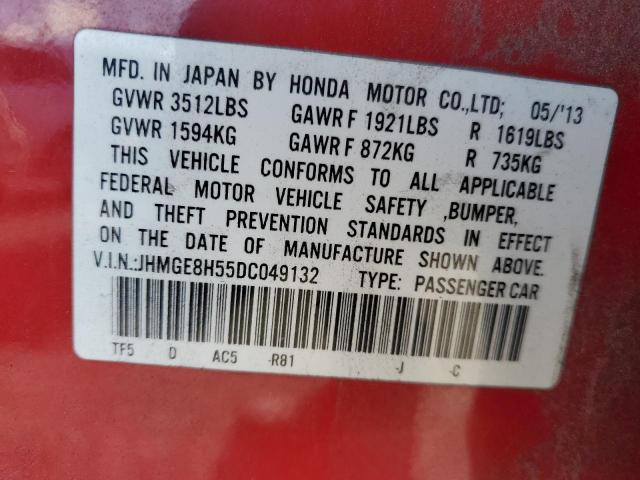 MFD. IN JAPAN BY HONDA MOTOR CO.,LTD; 05/'13
GVWR 3512LBS GAWR F 1921LBS R 1619LBS
GVWR 1594KG GAWR F 872KG R 735KG
THIS VEHICLE CONFORMS TO ALL APPLICABLE
FEDERAL MOTOR VEHICLE SAFETY ,BUMPER,
AND THEFT PREVENTION STANDARDS IN EFFECT
ON THE DATE OF MANUFACTURE SHOWN ABOVE.
V.I.N.:JHMGE8H55DC049132 TYPE: PASSENGER CAR
TF5 D AC5 -R81 -J -C